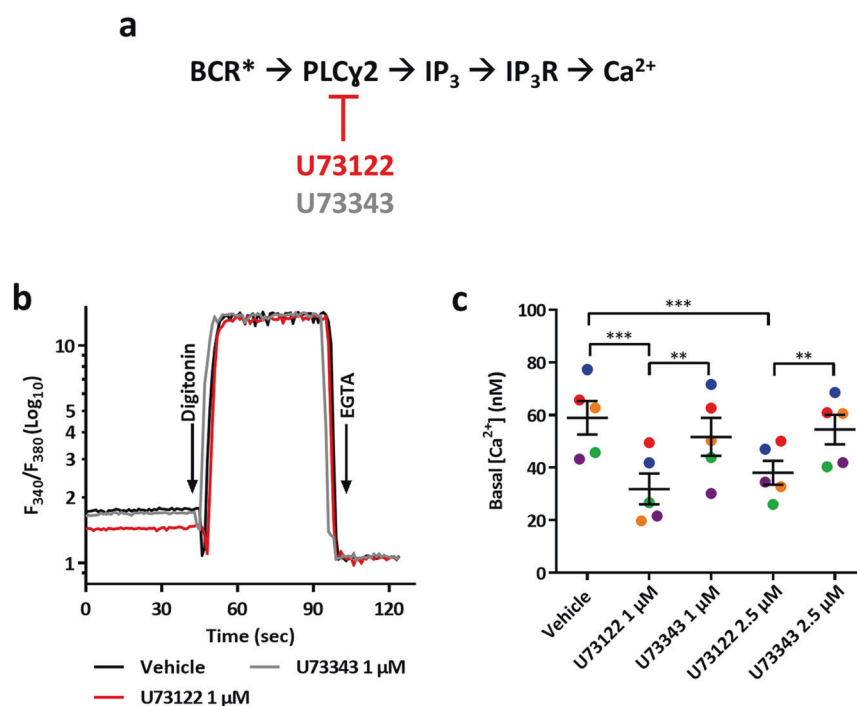 a
BCR* → PLCɣ2 → IP₃ → IP₃R → Ca²⁺
U73122
U73343
b
F₃₄₀/F₃₈₀ (Log₁₀)
10
5
4
3
2
1
Digitonin
EGTA
0 30 60 90 120
Time (sec)
Vehicle U73343 1 µM
U73122 1 µM
c
Basal [Ca²⁺] (nM)
100
80
60
40
20
0
***
*** ** **
Vehicle
U73122 1 µM
U73343 1 µM
U73122 2.5 µM
U73343 2.5 µM